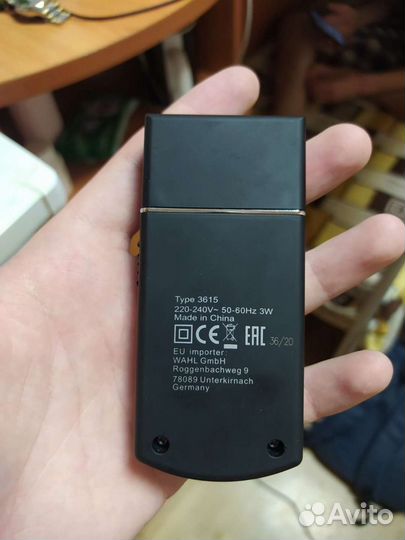 Type 3615
220-240V~ 50-60Hz 3W
Made in China
CE EAC 36/20
EU importer:
WAHL GmbH
Roggenbachweg 9
78089 Unterkirnach
Germany
Avito